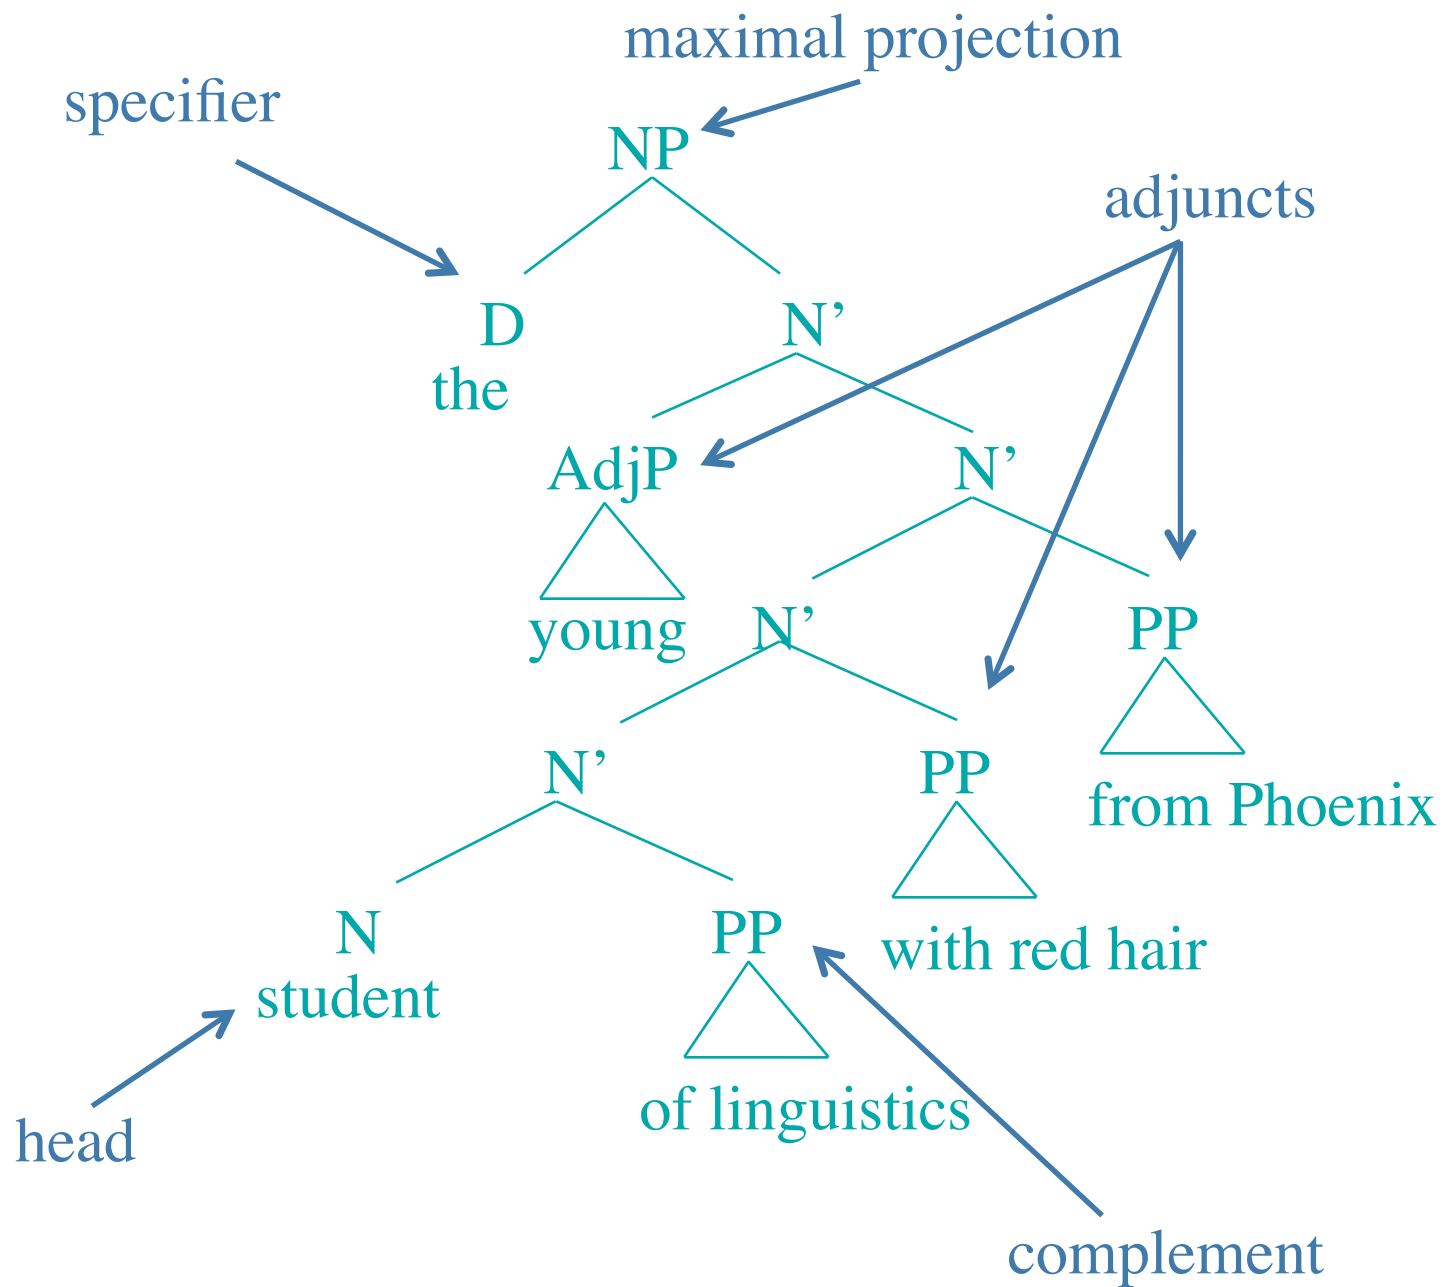 maximal projection
specifier
NP
adjuncts
D
N’
the
AdjP
N’
young
N’
PP
N’
PP
from Phoenix
N
PP
with red hair
student
of linguistics
head
complement